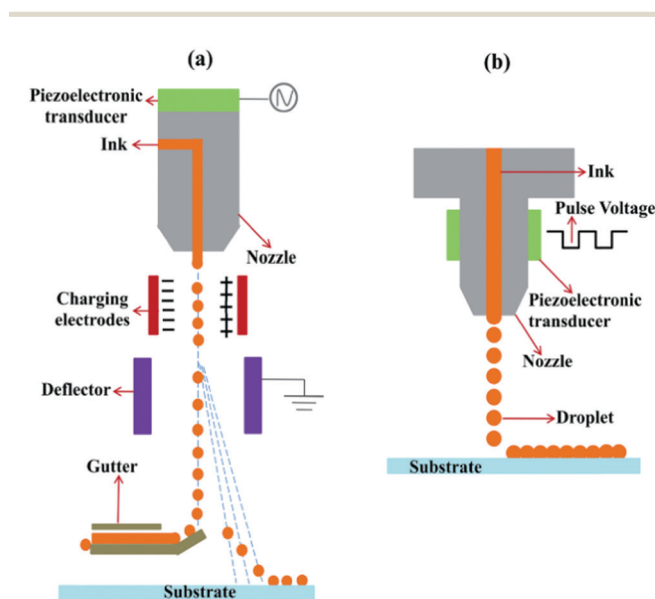 (a)
Piezoelectronic
transducer
Ink
Nozzle
Charging
electrodes
Deflector
Gutter
Substrate
(b)
Ink
Pulse Voltage
Piezoelectronic
transducer
Nozzle
Droplet
Substrate